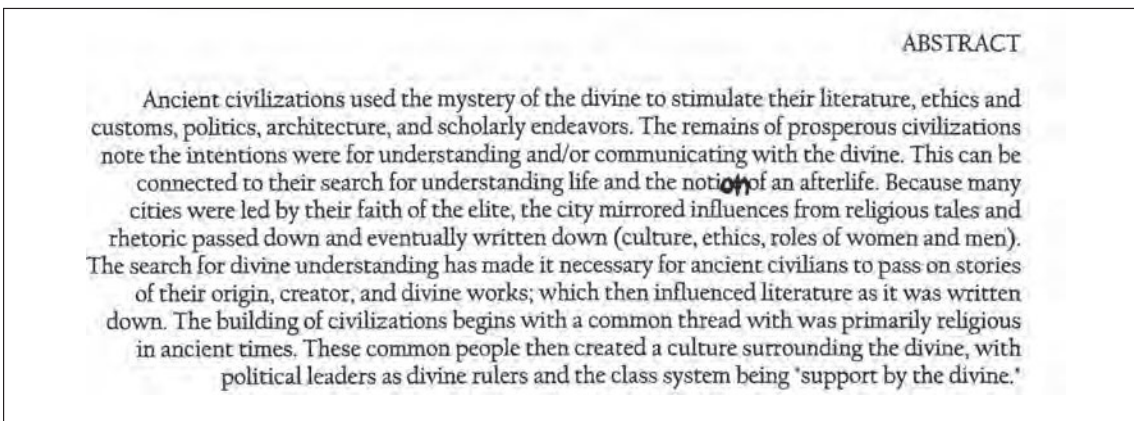 ABSTRACT
Ancient civilizations used the mystery of the divine to stimulate their literature, ethics and
customs, politics, architecture, and scholarly endeavors. The remains of prosperous civilizations
note the intentions were for understanding and/or communicating with the divine. This can be
connected to their search for understanding life and the notion of an afterlife. Because many
cities were led by their faith of the elite, the city mirrored influences from religious tales and
rhetoric passed down and eventually written down (culture, ethics, roles of women and men).
The search for divine understanding has made it necessary for ancient civilians to pass on stories
of their origin, creator, and divine works; which then influenced literature as it was written
down. The building of civilizations begins with a common thread with was primarily religious
in ancient times. These common people then created a culture surrounding the divine, with
political leaders as divine rulers and the class system being "support by the divine."